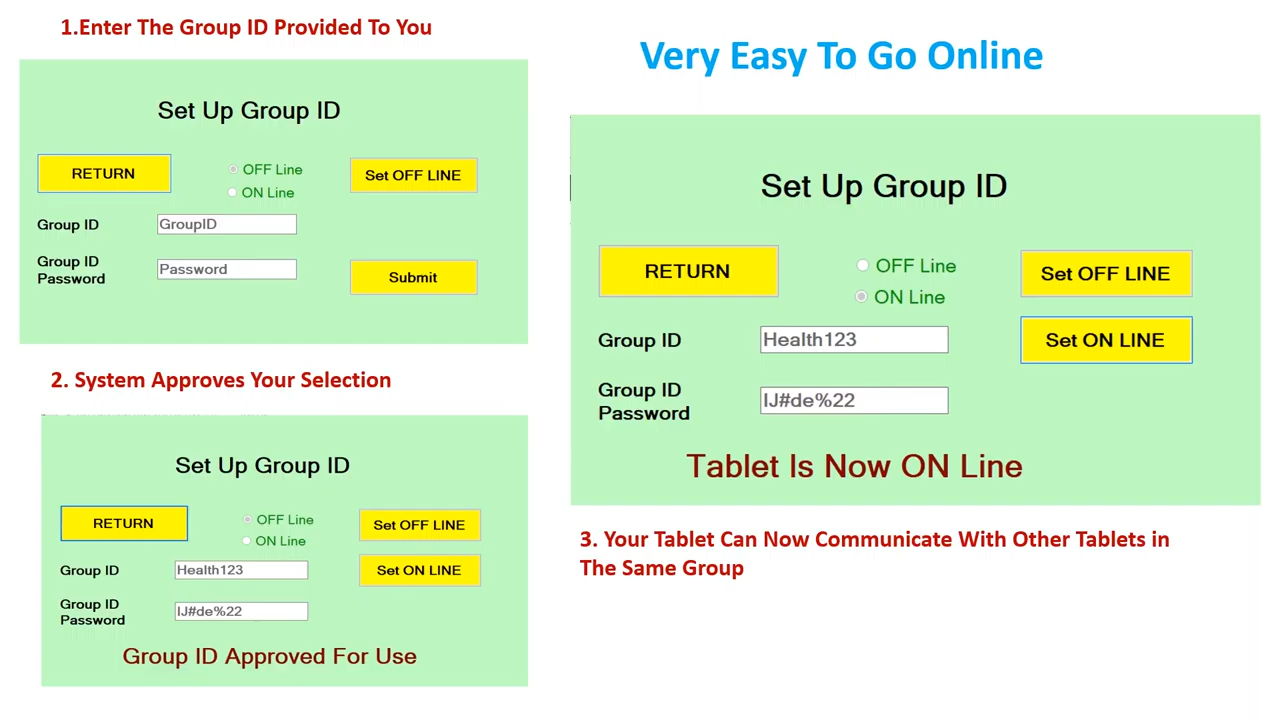 1.Enter The Group ID Provided To You
Set Up Group ID
RETURN
OFF Line
ON Line
Set OFF LINE
Group ID
GroupID
Group ID
Password
Password
Submit
2. System Approves Your Selection
Set Up Group ID
RETURN
OFF Line
ON Line
Set OFF LINE
Group ID
Health123
Set ON LINE
Group ID
Password
IJ#de%22
Group ID Approved For Use
Very Easy To Go Online
Set Up Group ID
RETURN
OFF Line
ON Line
Set OFF LINE
Group ID
Health123
Set ON LINE
Group ID
Password
IJ#de%22
Tablet Is Now ON Line
3. Your Tablet Can Now Communicate With Other Tablets in
The Same Group